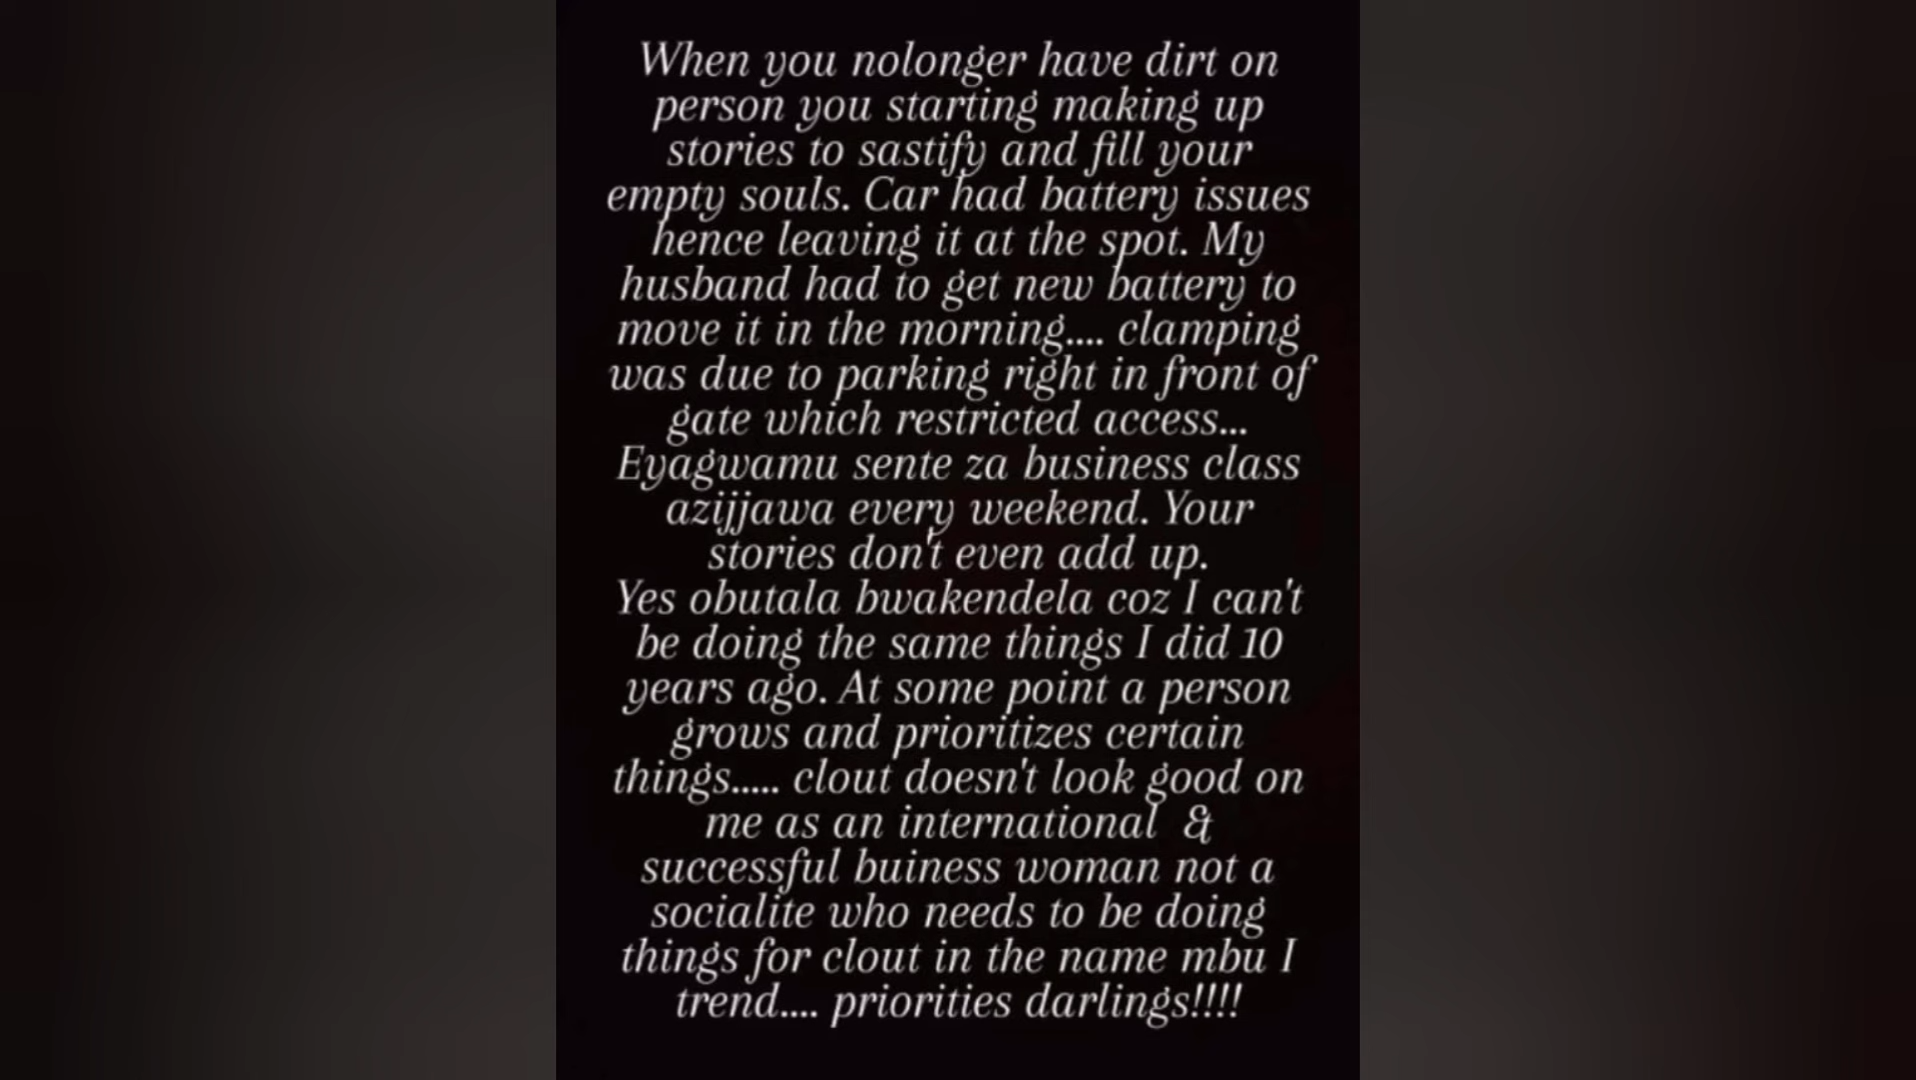 When you nolonger have dirt on
person you starting making up
stories to sastify and fill your
empty souls. Car had battery issues
hence leaving it at the spot. My
husband had to get new battery to
move it in the morning.... clamping
was due to parking right in front of
gate which restricted access...
Eyagwamu sente za business class
azijjawa every weekend. Your
stories don't even add up.
Yes obutala bwakendela coz I can't
be doing the same things I did 10
years ago. At some point a person
grows and prioritizes certain
things..... clout doesn't look good on
me as an international &
successful buiness woman not a
socialite who needs to be doing
things for clout in the name mbu I
trend.... priorities darlings!!!!